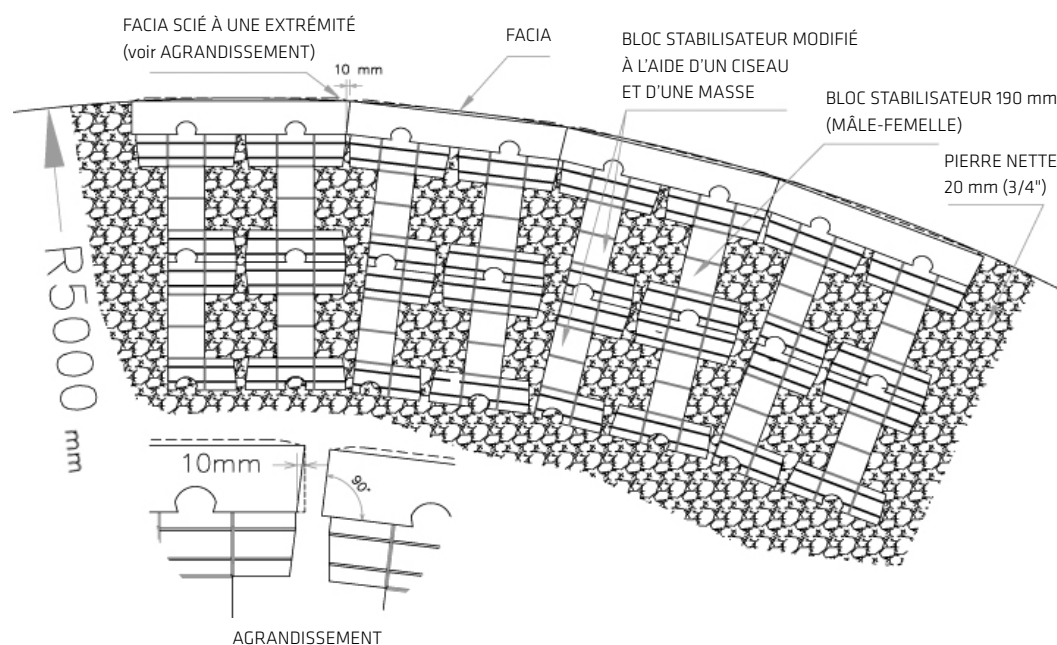 FACIA SCIÉ À UNE EXTRÉMITÉ
(voir AGRANDISSEMENT)
10 mm
FACIA
BLOC STABILISATEUR MODIFIÉ
À L'AIDE D'UN CISEAU
ET D'UNE MASSE
BLOC STABILISATEUR 190 mm
(MÂLE-FEMELLE)
PIERRE NETTE
20 mm (3/4")
R5000 mm
10mm
90°
AGRANDISSEMENT